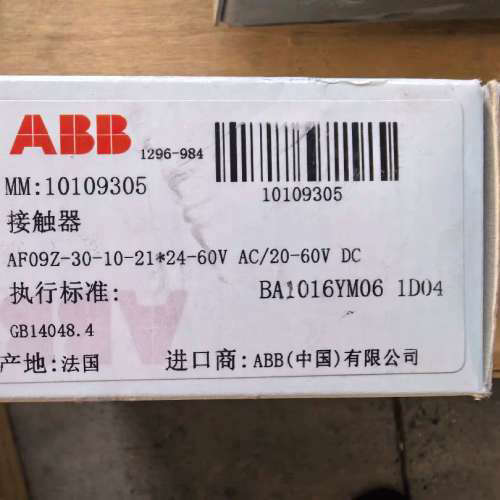 ABB
1296-984
MM:10109305
10109305
接触器
AF09Z-30-10-21*24-60V AC/20-60V DC
执行标准: BA1016YM06 1D04
GB14048.4
产地:法国 进口商:ABB(中国)有限公司